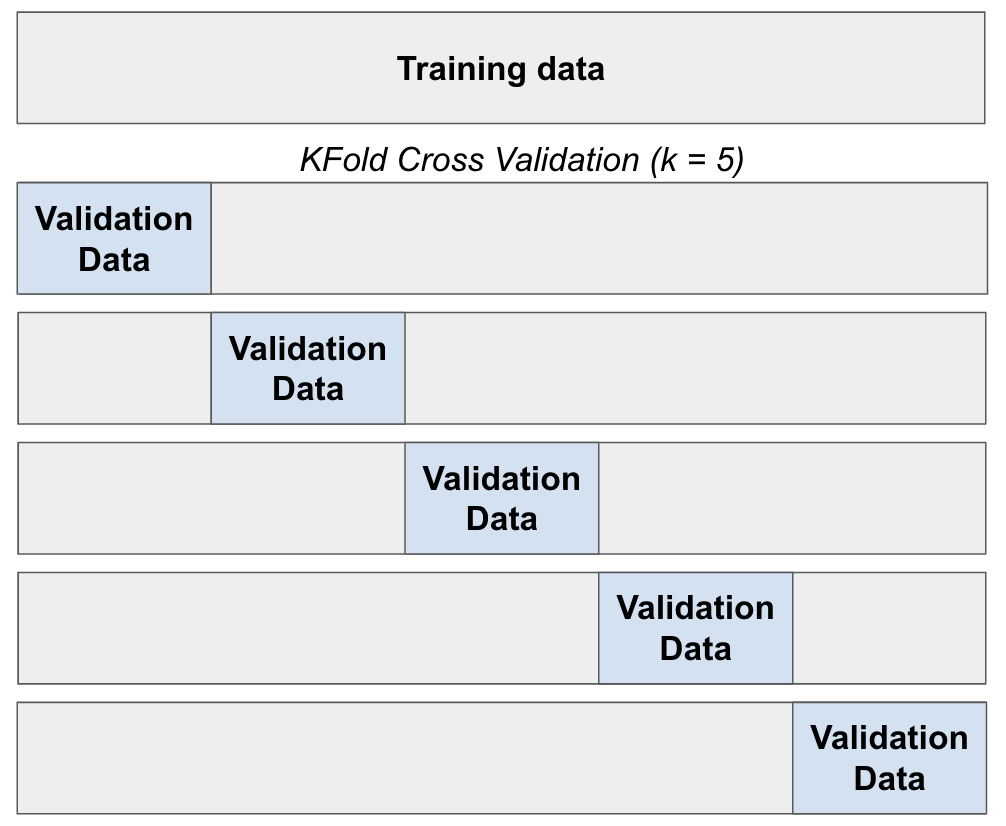 Training data
KFold Cross Validation (k = 5)
Validation
Data
Validation
Data
Validation
Data
Validation
Data
Validation
Data